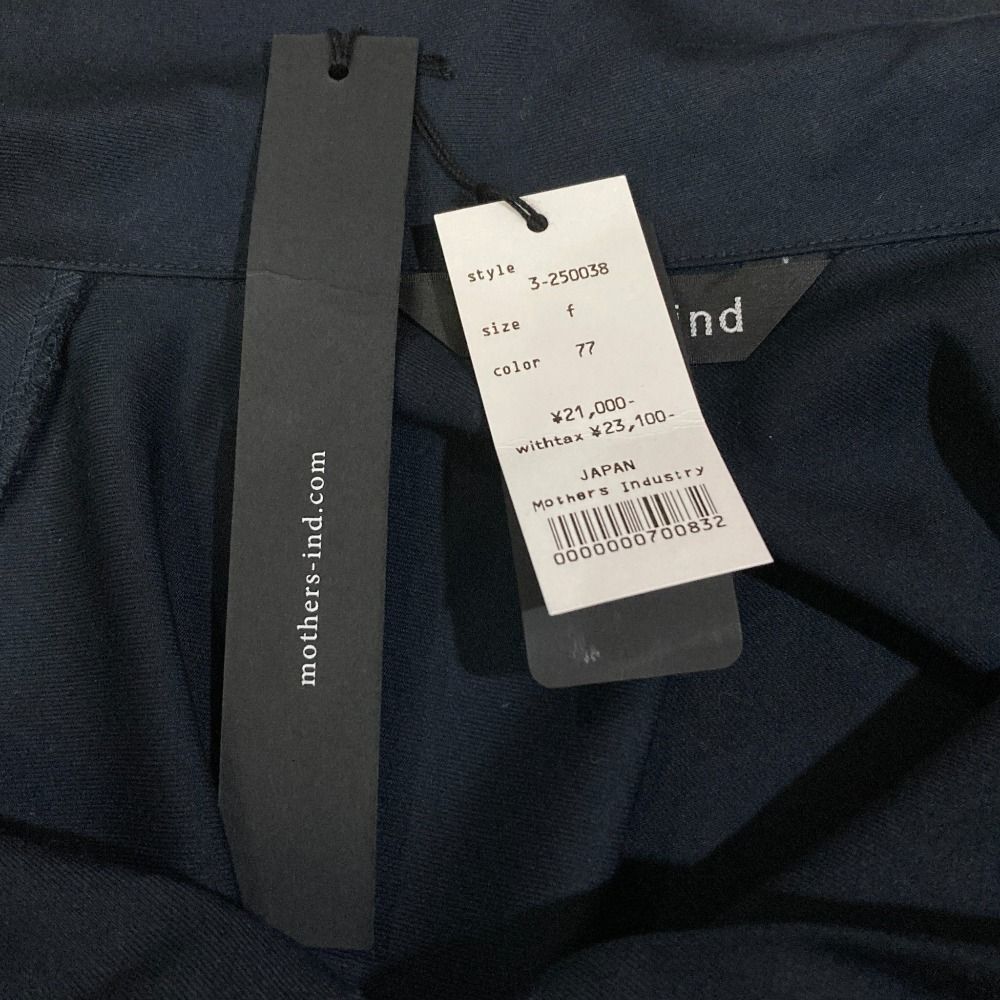 mothers-ind.com
style 3-250038
size f
color 77
¥21,000-
withtax ¥23,100-
JAPAN
Mothers Industry
0000000700832
ind